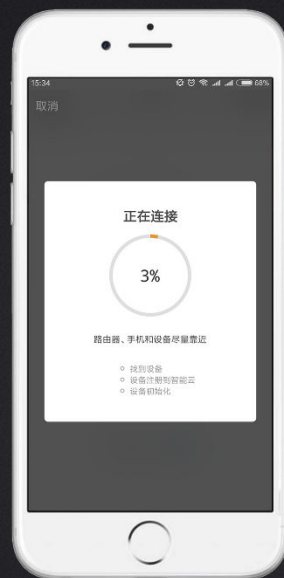 15:34 68%
取消
正在连接
3%
路由器、手机和设备尽量靠近
找到设备
设备注册到智能云
设备初始化